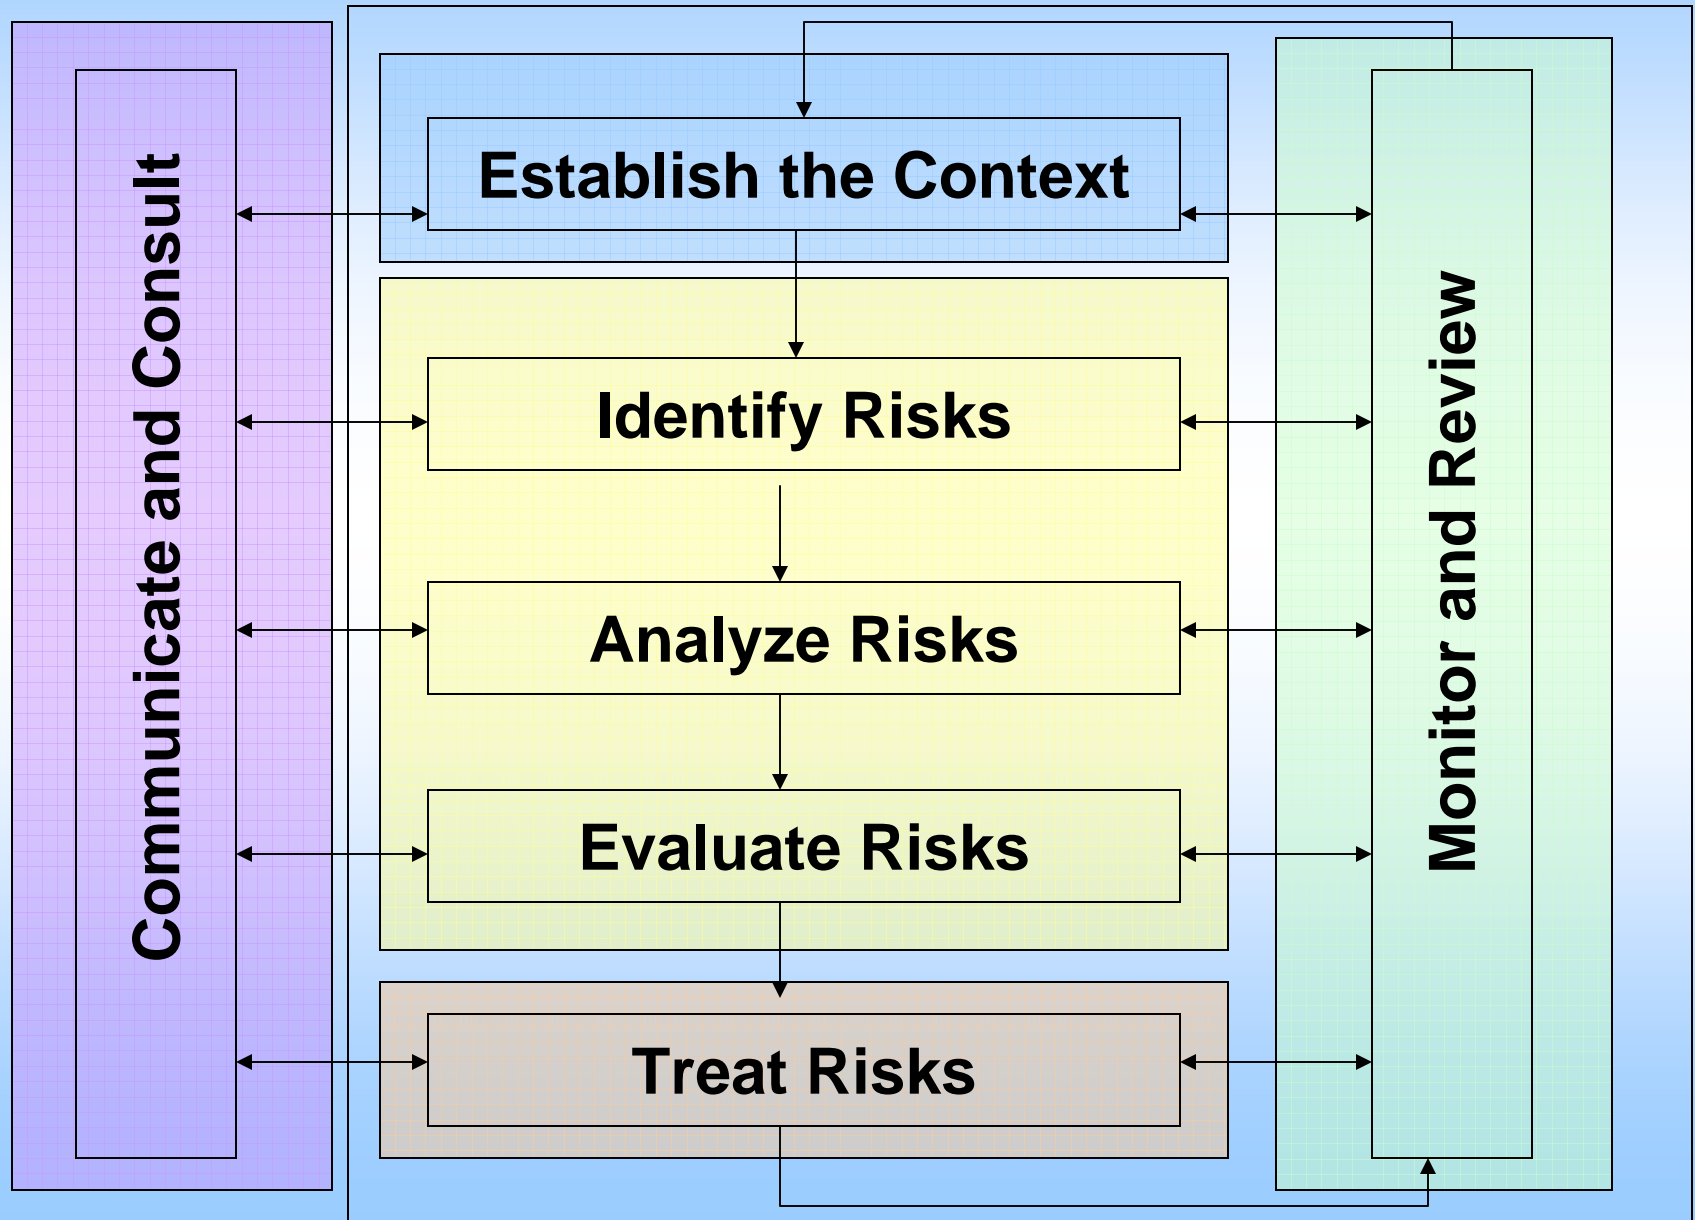 Communicate and Consult
Establish the Context
Identify Risks
Analyze Risks
Evaluate Risks
Treat Risks
Monitor and Review